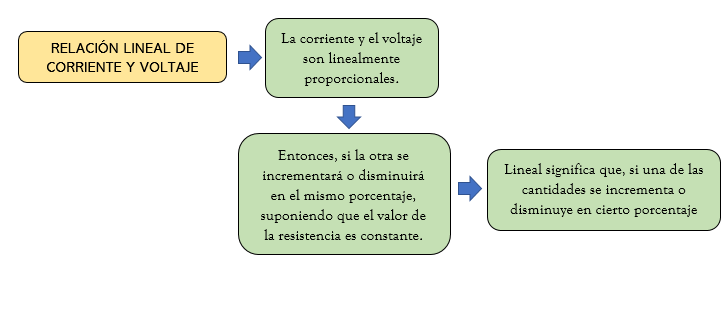 RELACIÓN LINEAL DE
CORRIENTE Y VOLTAJE
La corriente y el voltaje
son linealmente
proporcionales.
Entonces, si la otra se
incrementará o disminuirá
en el mismo porcentaje,
suponiendo que el valor de
la resistencia es constante.
Lineal significa que, si una de las
cantidades se incrementa o
disminuye en cierto porcentaje